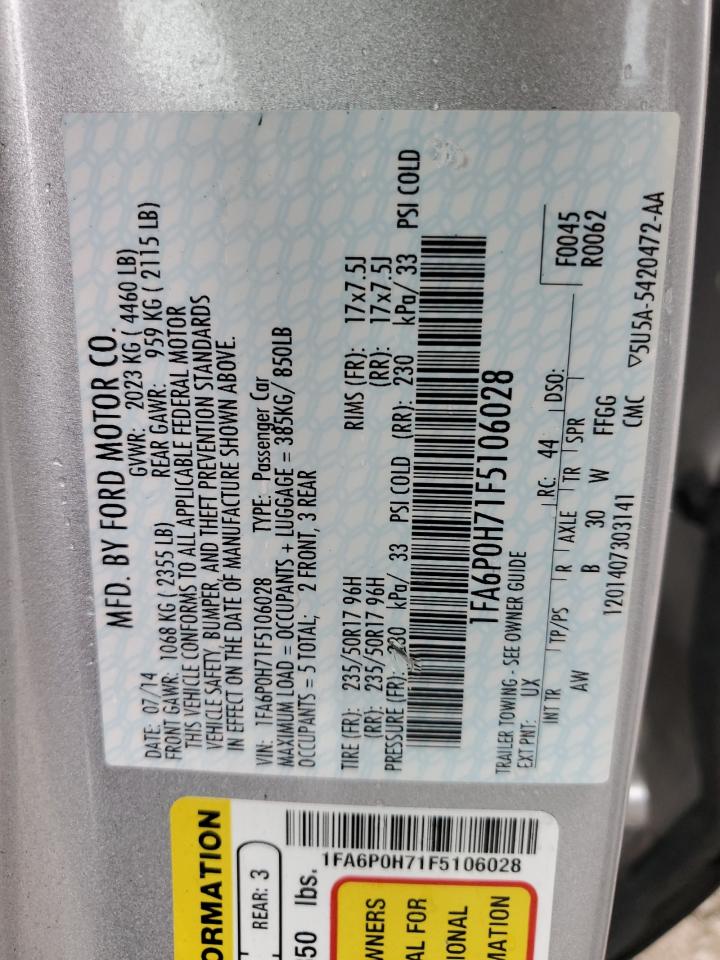 MFD. BY FORD MOTOR CO.
DATE: 07/14 GVWR: 2023 KG ( 4460 LB)
FRONT GAWR: 1068 KG ( 2355 LB) REAR GAWR: 959 KG ( 2115 LB)
THIS VEHICLE CONFORMS TO ALL APPLICABLE FEDERAL MOTOR
VEHICLE SAFETY, BUMPER, AND THEFT PREVENTION STANDARDS
IN EFFECT ON THE DATE OF MANUFACTURE SHOWN ABOVE.
VIN: 1FA6P0H71F5106028 TYPE: Passenger Car
MAXIMUM LOAD = OCCUPANTS + LUGGAGE = 385KG/ 850LB
OCCUPANTS = 5 TOTAL; 2 FRONT, 3 REAR
TIRE (FR): 235/50R17 96H RIMS (FR): 17x7.5J
(RR): 235/50R17 96H (RR): 17x7.5J
PRESSURE (FR): 230 kPa/ 33 PSI COLD (RR): 230 kPa/ 33 PSI COLD
1FA6P0H71F5106028
TRAILER TOWING - SEE OWNER GUIDE
EXT PNT: UX RC: 44 DSO: F0045
R0062
INT TR TP/PS R AXLE TR SPR
AW B 30 W FFGG
1201407303141 CMC ▽5U5A-5420472-AA
ORMATION
REAR: 3
50 lbs.
1FA6P0H71F5106028
WNERS
AL FOR
IONAL
MATION